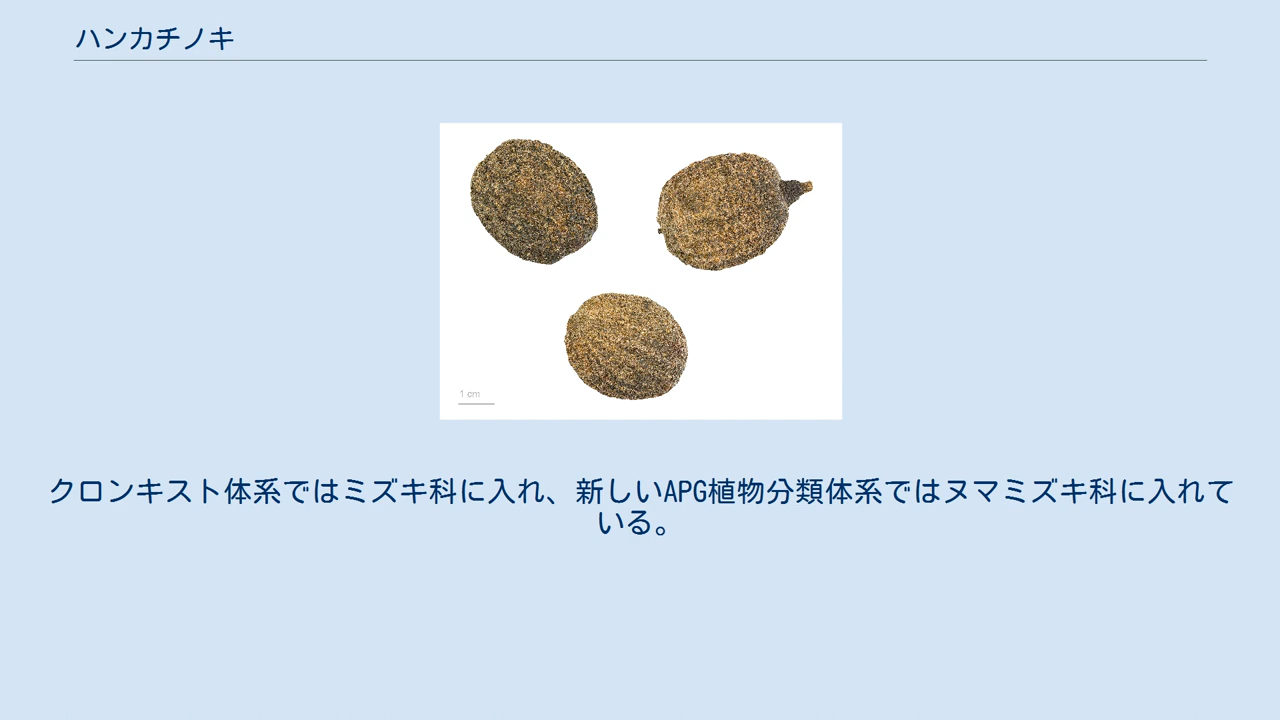 ハンカチノキ
1 cm
クロンキスト体系ではミズキ科に入れ、新しいAPG植物分類体系ではヌマミズキ科に入れて
いる。